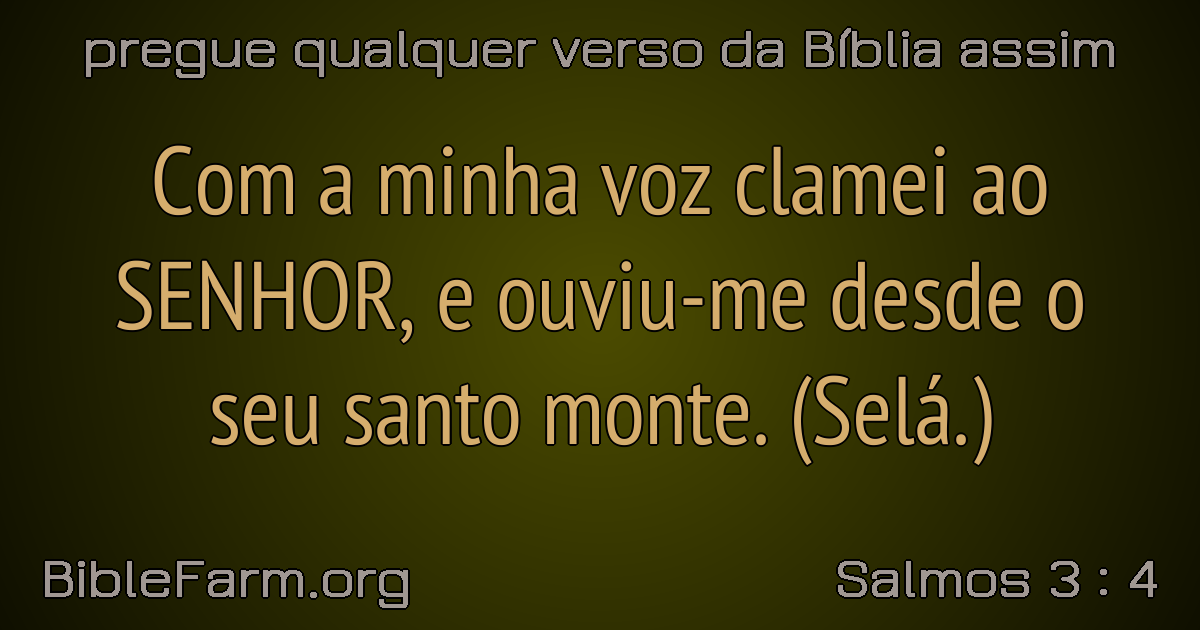 pregue qualquer verso da Bíblia assim
Com a minha voz clamei ao
SENHOR, e ouviu-me desde o
seu santo monte. (Selá.)
BibleFarm.org
Salmos 3 : 4